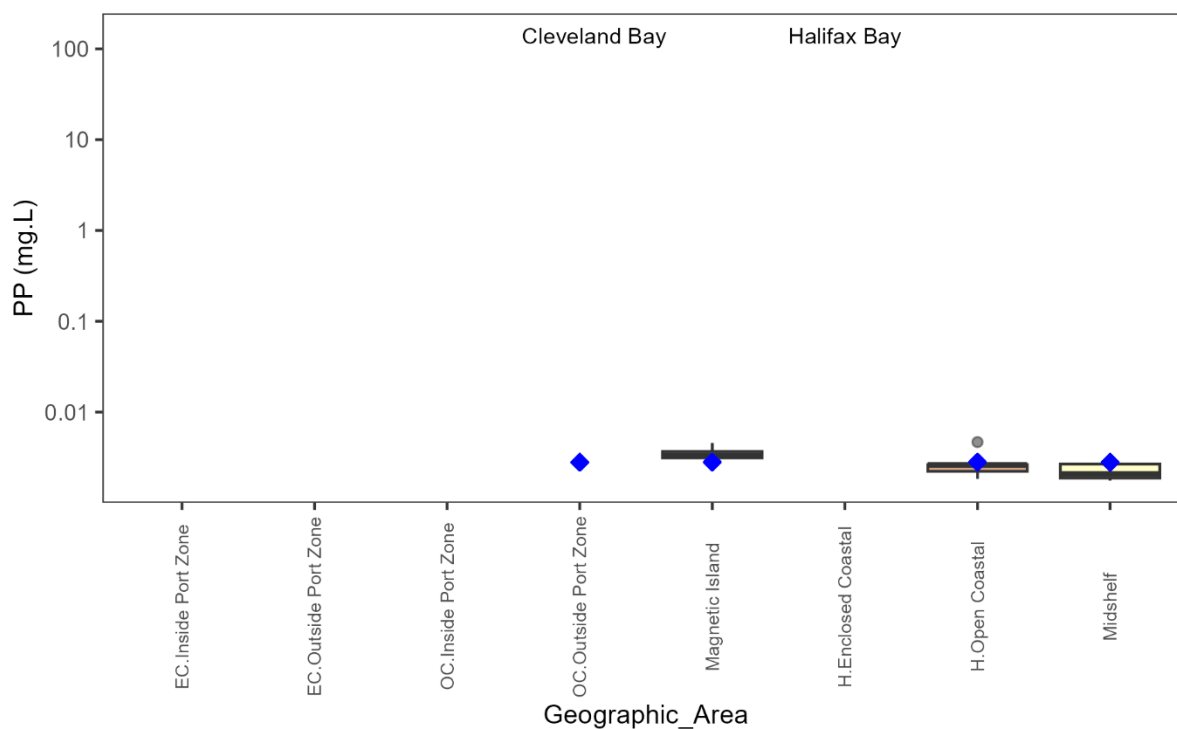 Cleveland Bay Halifax Bay
100
10
1
0.1
0.01
PP (mg.L)
EC.Inside Port Zone
EC.Outside Port Zone
OC.Inside Port Zone
OC.Outside Port Zone
Magnetic Island
H.Enclosed Coastal
H.Open Coastal
Midshelf
Geographic_Area